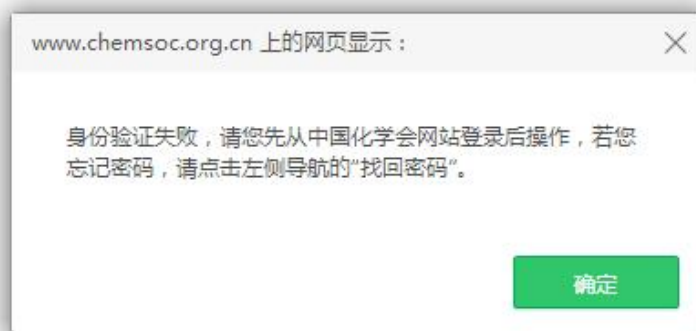 www.chemsoc.org.cn 上的网页显示：
身份验证失败，请您先从中国化学会网站登录后操作，若您
忘记密码，请点击左侧导航的“找回密码”。
确定